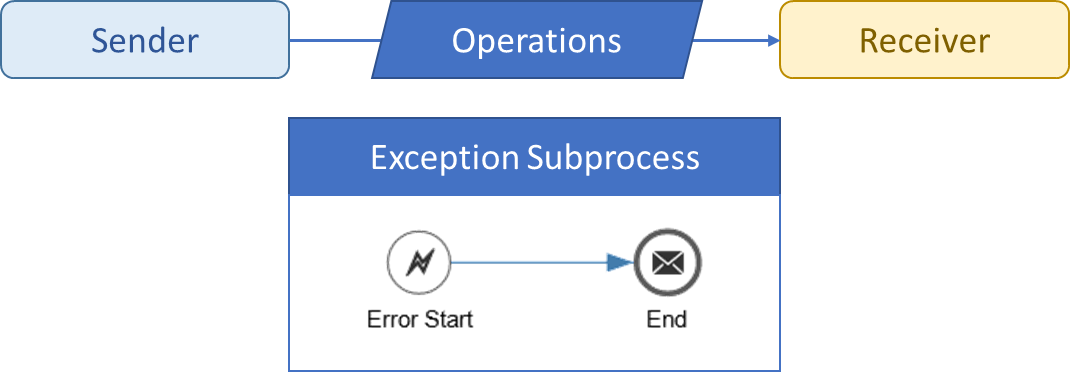 Sender
Operations
Receiver
Exception Subprocess
Error Start
End